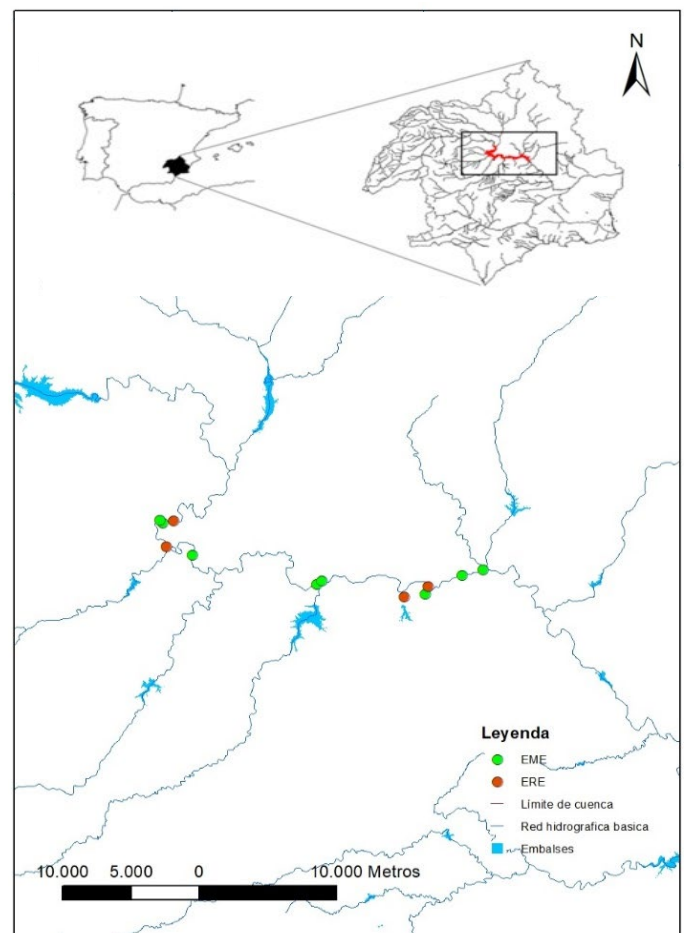 N
Leyenda
EME
ERE
Límite de cuenca
Red hidrografica basica
Embalses
10.000 5.000 0 10.000 Metros